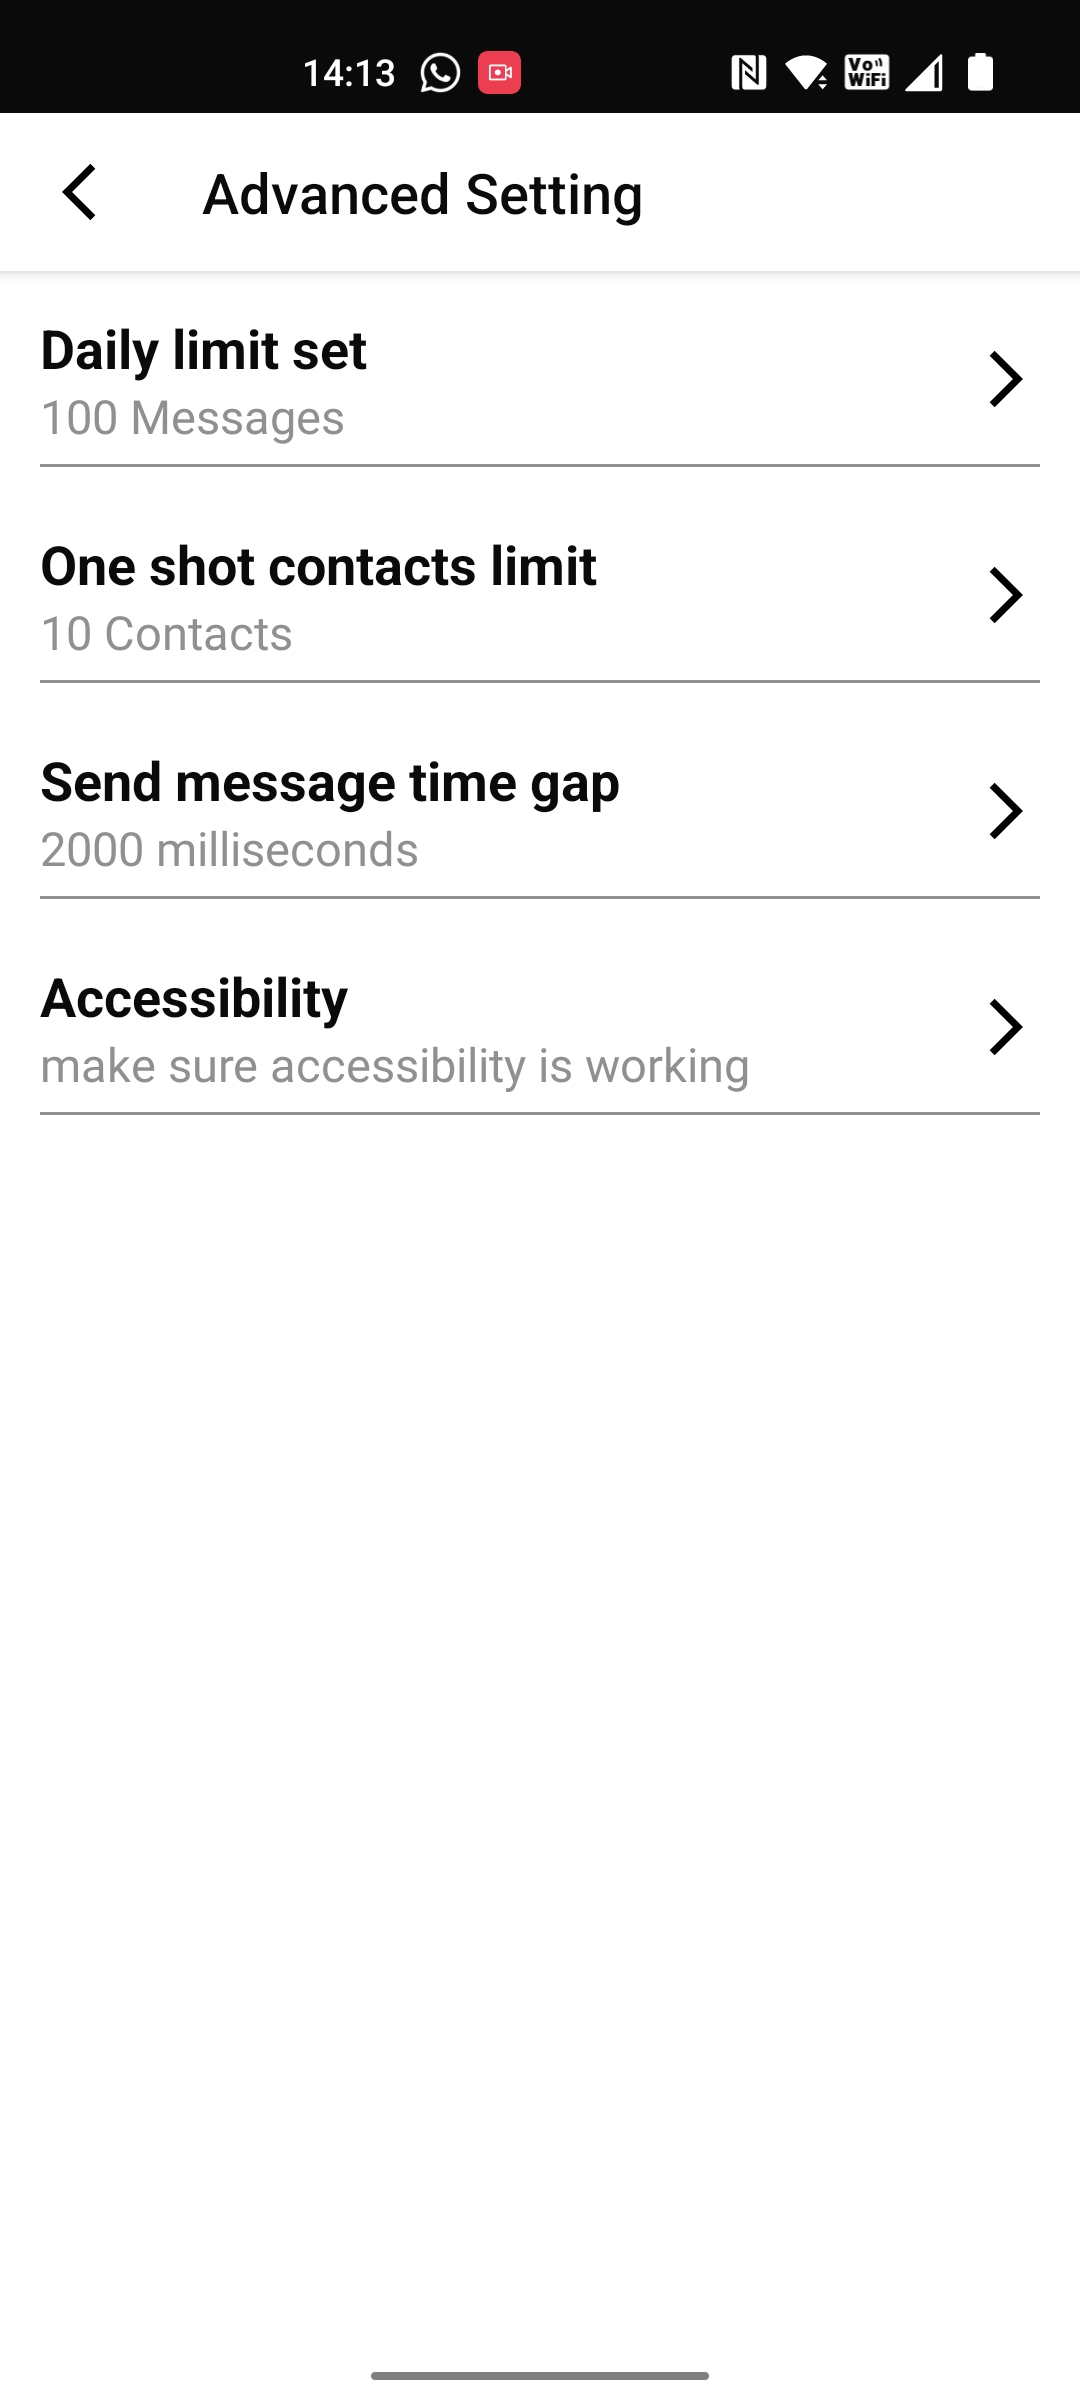 14:13
Vo WiFi
Advanced Setting
Daily limit set
100 Messages
One shot contacts limit
10 Contacts
Send message time gap
2000 milliseconds
Accessibility
make sure accessibility is working